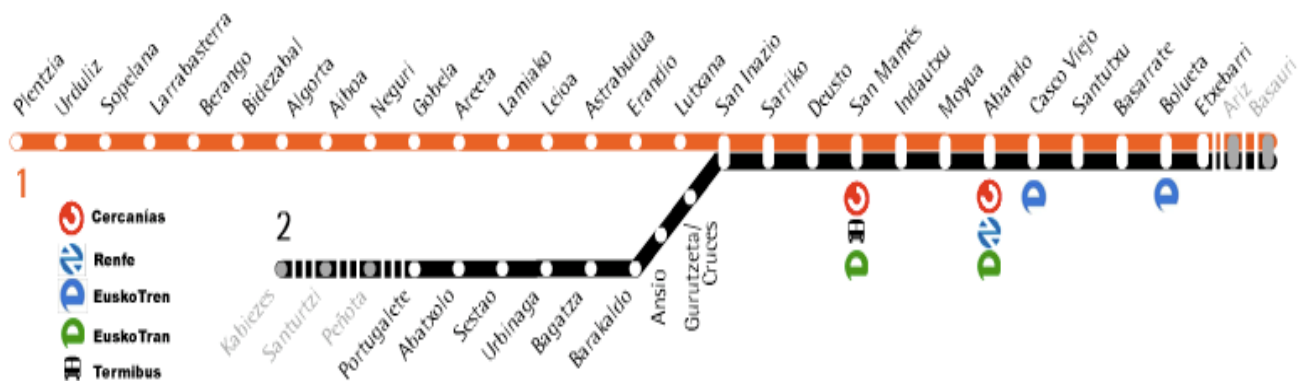 Plentzia
Urduliz
Sopelana
Larrabasterra
Berango
Bidezabal
Algorta
Aiboa
Neguri
Gobela
Areeta
Lamiako
Leioa
Astrabudua
Erandio
Lutxana
San Inazio
Sarriko
Deusto
San Mamés
Indautxu
Moyua
Abando
Casco Viejo
Santutxu
Basarrate
Bolueta
Etxebarri
Ariz
Basauri
1
2
Cercanías
Renfe
EuskoTren
EuskoTran
Termibus
Kabiezes
Santurtzi
Peñota
Portugalete
Abatxolo
Sestao
Urbinaga
Bagatza
Barakaldo
Ansio
Gurutzeta/
Cruces